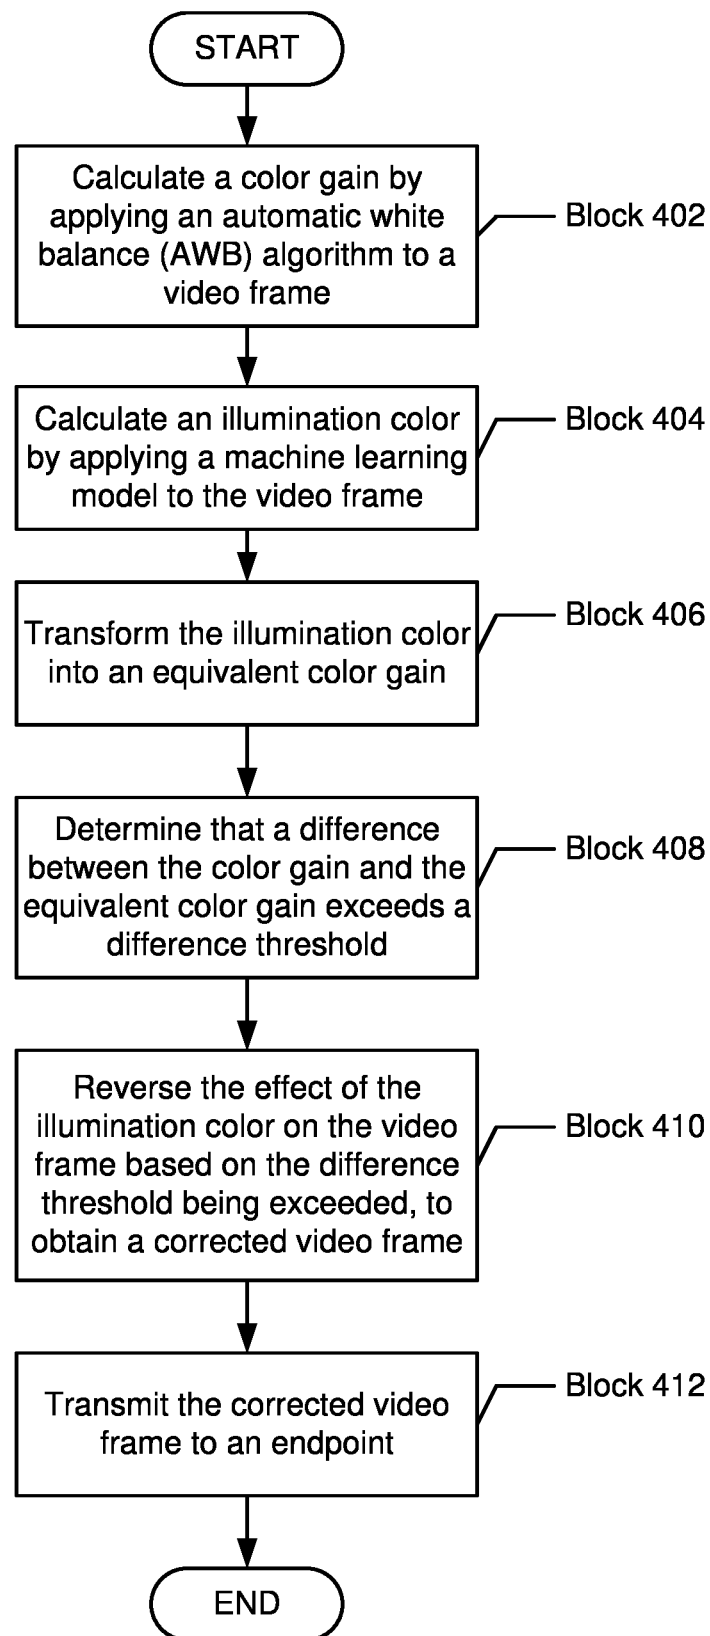 START
Calculate a color gain by
applying an automatic white
balance (AWB) algorithm to a
video frame
Block 402
Calculate an illumination color
by applying a machine learning
model to the video frame
Block 404
Transform the illumination color
into an equivalent color gain
Block 406
Determine that a difference
between the color gain and the
equivalent color gain exceeds a
difference threshold
Block 408
Reverse the effect of the
illumination color on the video
frame based on the difference
threshold being exceeded, to
obtain a corrected video frame
Block 410
Transmit the corrected video
frame to an endpoint
Block 412
END